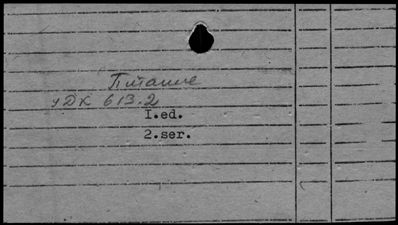 Питание
УДК 613.2
I.ed.
2.ser.